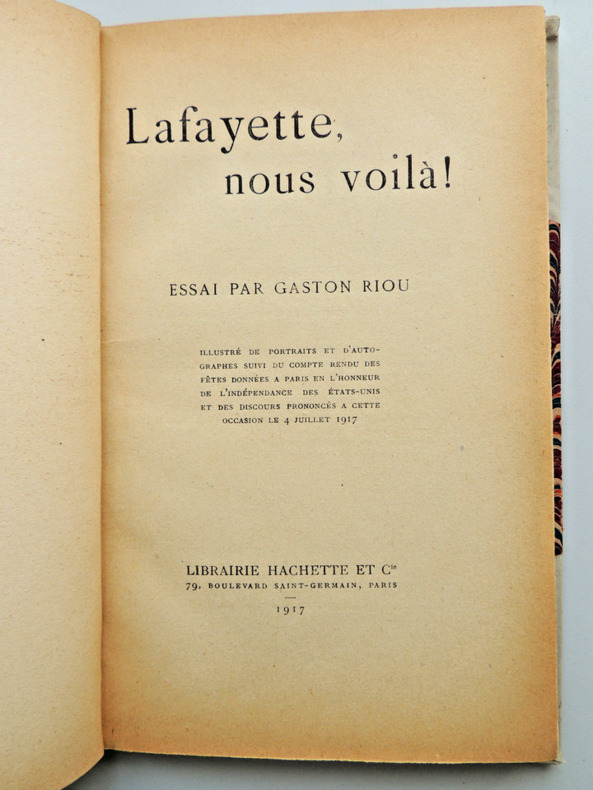 Lafayette,
nous voilà!
ESSAI PAR GASTON RIOU
ILLUSTRÉ DE PORTRAITS ET D'AUTO-
GRAPHES SUIVI DU COMPTE RENDU DES
FÊTES DONNÉES A PARIS EN L'HONNEUR
DE L'INDÉPENDANCE DES ÉTATS-UNIS
ET DES DISCOURS PRONONCÉS A CETTE
OCCASION LE 4 JUILLET 1917
LIBRAIRIE HACHETTE ET Cie
79, BOULEVARD SAINT-GERMAIN, PARIS
1917